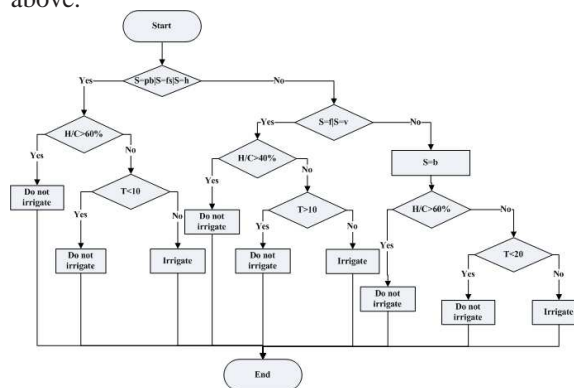 above.
Start
S=pb|S=fs|S=h
Yes
No
S=f|S=v
Yes
No
H/C>60%
Yes
No
H/C>40%
Yes
No
S=b
Do not
irrigate
T<10
Yes
No
Do not
irrigate
T>10
Yes
No
H/C>60%
Yes
No
Do not
irrigate
Irrigate
Do not
irrigate
Irrigate
Do not
irrigate
T<20
Yes
No
Do not
irrigate
Irrigate
End